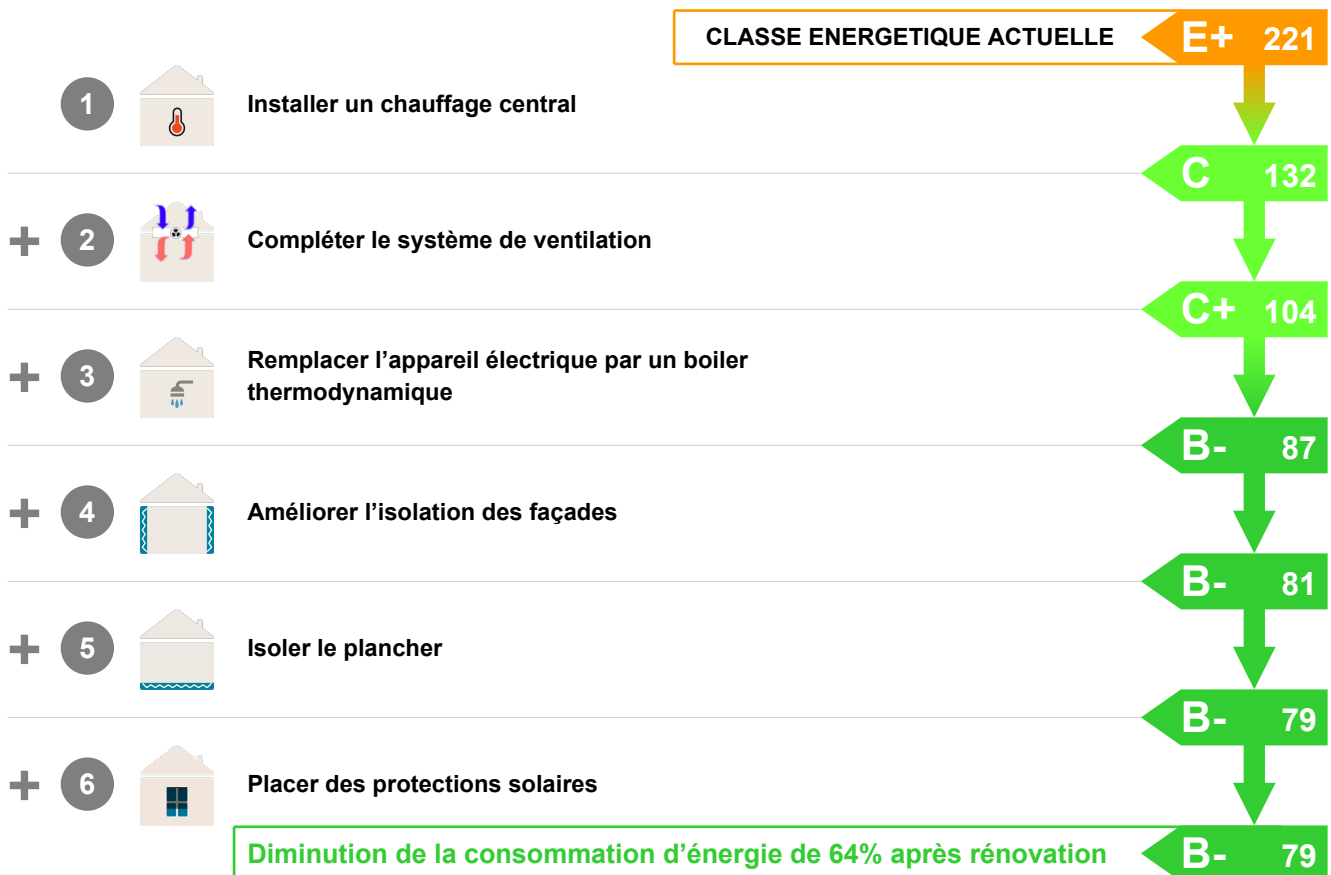 CLASSE ENERGETIQUE ACTUELLE E+ 221
1 Installer un chauffage central
C 132
+ 2 Compléter le système de ventilation
C+ 104
+ 3 Remplacer l'appareil électrique par un boiler
thermodynamique
B- 87
+ 4 Améliorer l'isolation des façades
B- 81
+ 5 Isoler le plancher
B- 79
+ 6 Placer des protections solaires
Diminution de la consommation d'énergie de 64% après rénovation B- 79